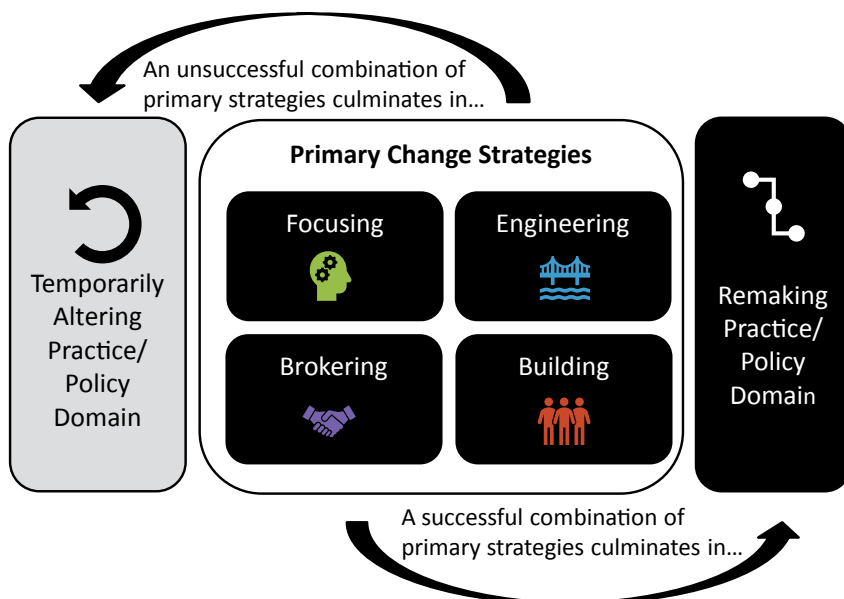 An unsuccessful combination of
primary strategies culminates in...
Temporarily
Altering
Practice/
Policy
Domain
Primary Change Strategies
Focusing
Engineering
Brokering
Building
Remaking
Practice/
Policy
Domain
A successful combination of
primary strategies culminates in...